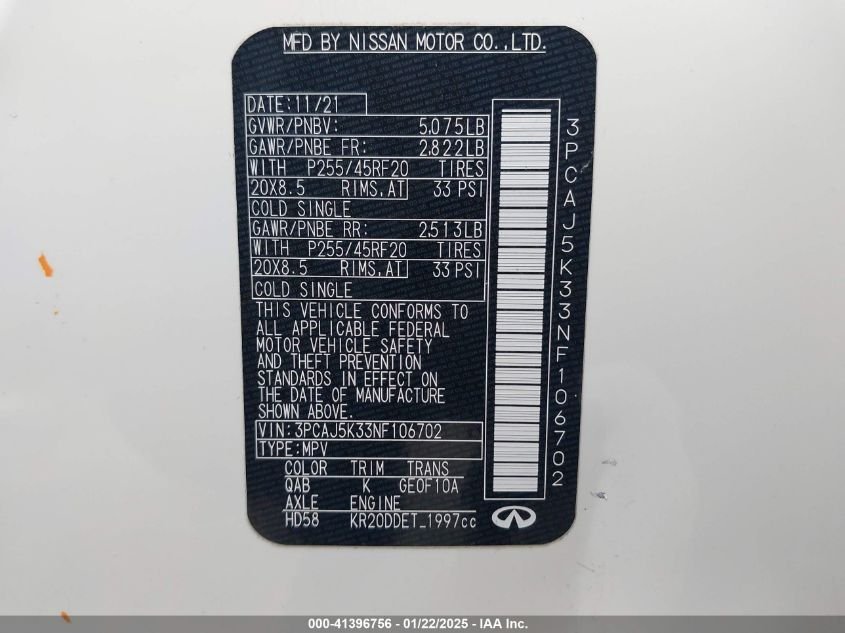 MFD BY NISSAN MOTOR CO.,LTD.
DATE:11/21
GVWR/PNBV: 5,075LB
GAWR/PNBE FR: 2,822LB
WITH P255/45RF20 TIRES
20X8.5 RIMS,AT 33 PSI
COLD SINGLE
GAWR/PNBE RR: 2,513LB
WITH P255/45RF20 TIRES
20X8.5 RIMS,AT 33 PSI
COLD SINGLE
THIS VEHICLE CONFORMS TO
ALL APPLICABLE FEDERAL
MOTOR VEHICLE SAFETY
AND THEFT PREVENTION
STANDARDS IN EFFECT ON
THE DATE OF MANUFACTURE
SHOWN ABOVE.
VIN:3PCAJ5K33NF106702
TYPE:MPV
COLOR TRIM TRANS
QAB K GEOF10A
AXLE ENGINE
HD58 KR20DDET_1997cc
3PCAJ5K33NF106702
000-41396756 - 01/22/2025 - IAA Inc.